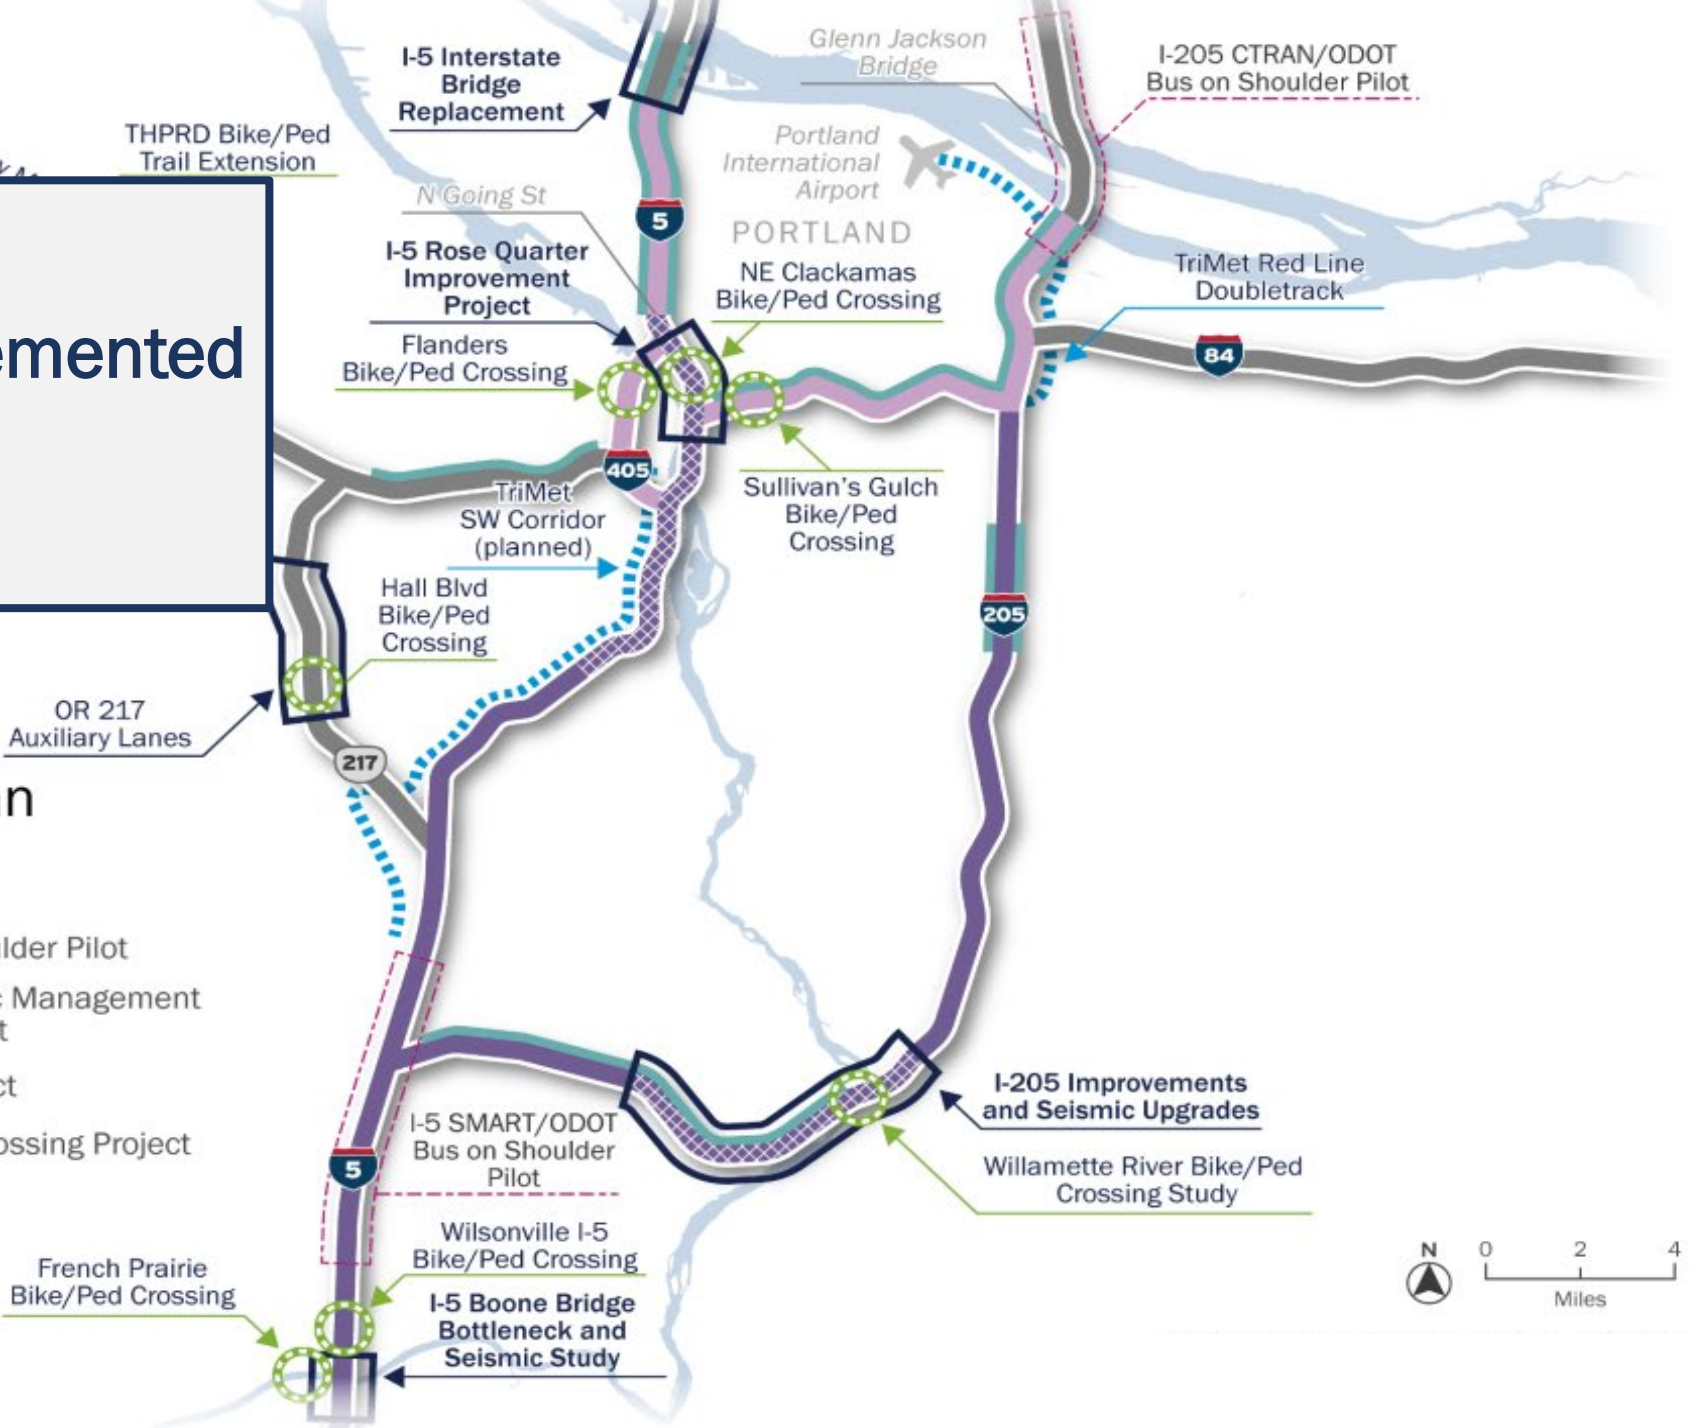 I-5 Interstate
Bridge
Replacement
Glenn Jackson
Bridge
I-205 CTRAN/ODOT
Bus on Shoulder Pilot
THPRD Bike/Ped
Trail Extension
Portland
International
Airport
N Going St
5
PORTLAND
I-5 Rose Quarter
Improvement
Project
NE Clackamas
Bike/Ped Crossing
TriMet Red Line
Doubletrack
emented
Flanders
Bike/Ped Crossing
84
405
TriMet
SW Corridor
(planned)
Sullivan's Gulch
Bike/Ped
Crossing
Hall Blvd
Bike/Ped
Crossing
205
OR 217
Auxiliary Lanes
217
an
ulder Pilot
c Management
t
ct
ossing Project
I-205 Improvements
and Seismic Upgrades
I-5 SMART/ODOT
Bus on Shoulder
Pilot
5
Willamette River Bike/Ped
Crossing Study
Wilsonville I-5
Bike/Ped Crossing
French Prairie
Bike/Ped Crossing
I-5 Boone Bridge
Bottleneck and
Seismic Study
N
0 2 4
Miles